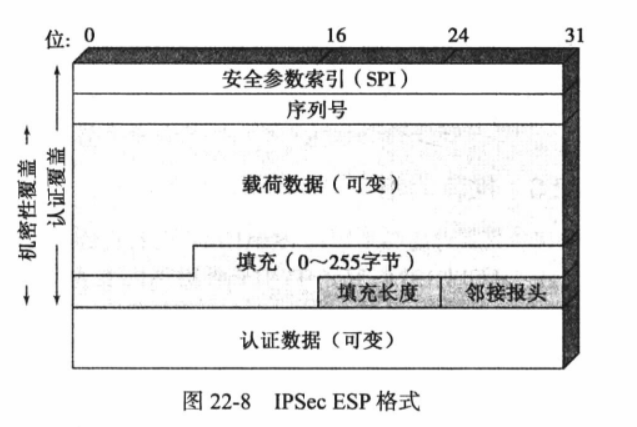 位: 0 16 24 31
安全参数索引（SPI）
序列号
机密性覆盖
认证覆盖
载荷数据（可变）
填充（0～255字节）
填充长度 邻接报头
认证数据（可变）
图 22-8 IPSec ESP 格式